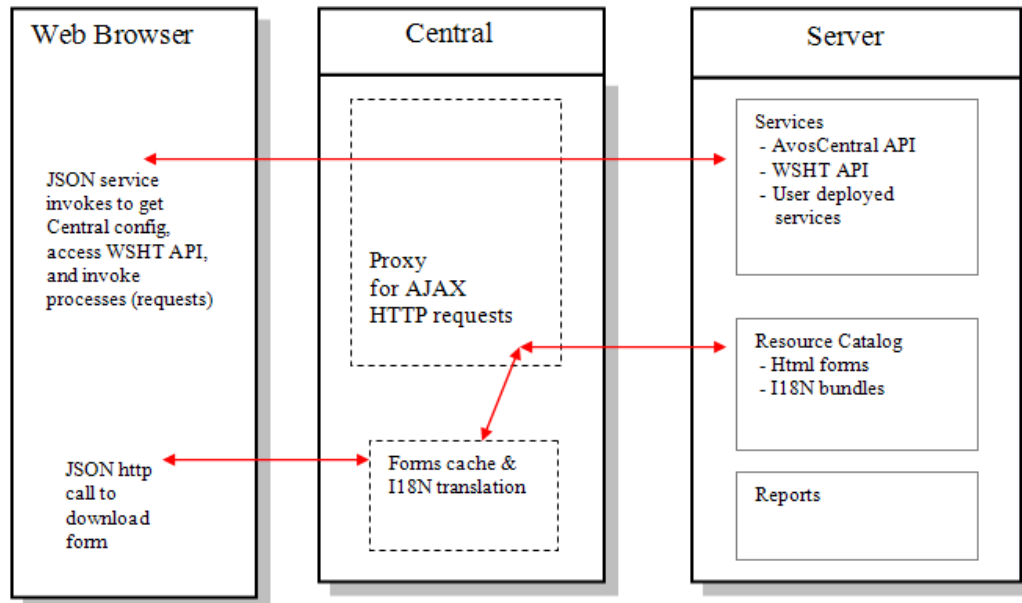 Web Browser
JSON service
invokes to get
Central config,
access WSHT API,
and invoke
processes (requests)
JSON http
call to
download
form
Central
Proxy
for AJAX
HTTP requests
Forms cache &
I18N translation
Server
Services
- AvosCentral API
- WSHT API
- User deployed
services
Resource Catalog
- Html forms
- I18N bundles
Reports